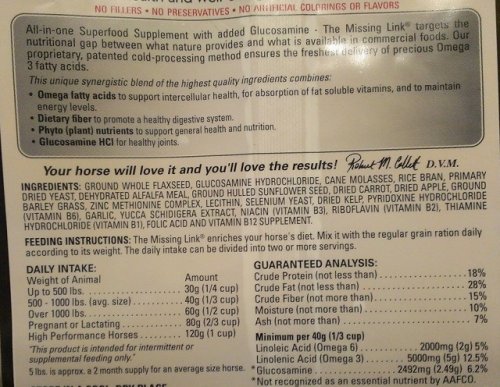 NO FILLERS • NO PRESERVATIVES • NO ARTIFICIAL COLORINGS OR FLAVORS
All-in-one Superfood Supplement with added Glucosamine - The Missing Link® targets the
nutritional gap between what nature provides and what is available in commercial foods. Our
proprietary, patented cold-processing method ensures the freshest delivery of precious Omega
3 fatty acids.
This unique synergistic blend of the highest quality ingredients combines:
• Omega fatty acids to support intercellular health, for absorption of fat soluble vitamins, and to maintain
energy levels.
• Dietary fiber to promote a healthy digestive system.
• Phyto (plant) nutrients to support general health and nutrition.
• Glucosamine HCl for healthy joints.
Your horse will love it and you'll love the results! Robert M. Collett D.V.M.
INGREDIENTS: GROUND WHOLE FLAXSEED, GLUCOSAMINE HYDROCHLORIDE, CANE MOLASSES, RICE BRAN, PRIMARY
DRIED YEAST, DEHYDRATED ALFALFA MEAL, GROUND HULLED SUNFLOWER SEED, DRIED CARROT, DRIED APPLE, GROUND
BARLEY GRASS, ZINC METHIONINE COMPLEX, LECITHIN, SELENIUM YEAST, DRIED KELP, PYRIDOXINE HYDROCHLORIDE
(VITAMIN B6), GARLIC, YUCCA SCHIDIGERA EXTRACT, NIACIN (VITAMIN B3), RIBOFLAVIN (VITAMIN B2), THIAMINE
HYDROCHLORIDE (VITAMIN B1), FOLIC ACID AND VITAMIN B12 SUPPLEMENT.
FEEDING INSTRUCTIONS: The Missing Link® enriches your horse's diet. Mix it with the regular grain ration daily
according to its weight. The daily intake can be divided into two or more servings.
DAILY INTAKE:
Weight of Animal Amount
Up to 500 lbs. 30g (1/4 cup)
500 - 1000 lbs. (avg. size) 40g (1/3 cup)
Over 1000 lbs. 60g (1/2 cup)
Pregnant or Lactating 80g (2/3 cup)
High Performance Horses 120g (1 cup)
"This product is intended for intermittent or
supplemental feeding only."
5 lbs. is approx. a 2 month supply for an average size horse.
GUARANTEED ANALYSIS:
Crude Protein (not less than) 18%
Crude Fat (not less than) 28%
Crude Fiber (not more than) 15%
Moisture (not more than) 10%
Ash (not more than) 7%
Minimum per 40g (1/3 cup)
Linoleic Acid (Omega 6) 2000mg (2g) 5%
Linolenic Acid (Omega 3) 5000mg (5g) 12.5%
*Glucosamine 2492mg (2.49g) 6.2%
*Not recognized as an essential nutrient by AAFCO.